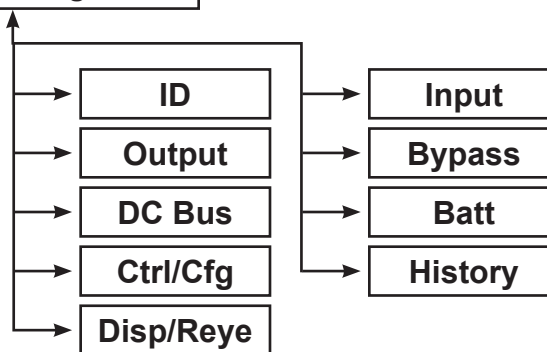 ID
Input
Output
Bypass
DC Bus
Batt
Ctrl/Cfg
History
Disp/Reye